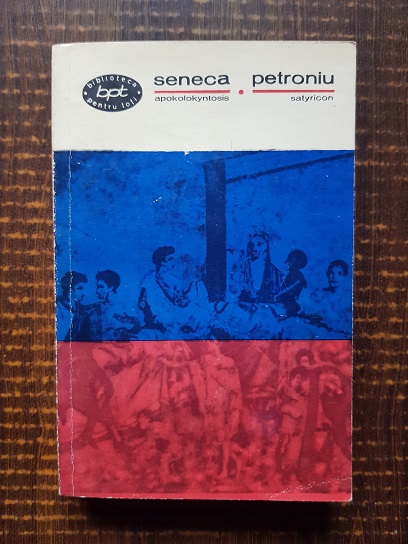 biblioteca
bpt
pentru toți
seneca
apokolokyntosis
petroniu
satyricon